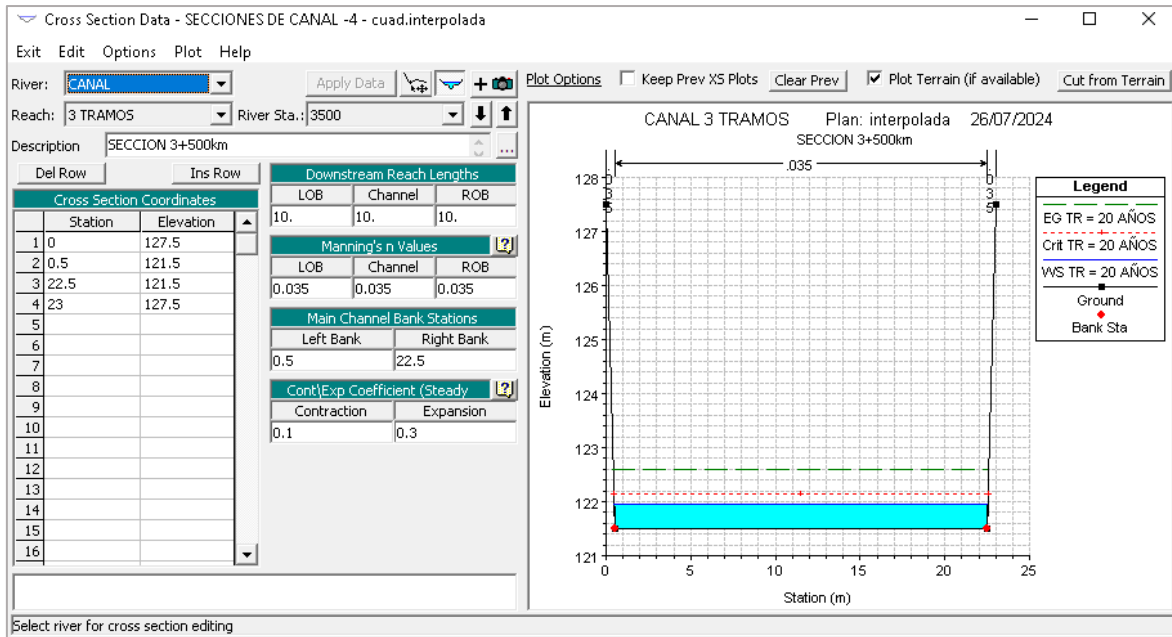 Cross Section Data - SECCIONES DE CANAL -4 - cuad.interpolada
Exit Edit Options Plot Help
River: CANAL Apply Data
Reach: 3 TRAMOS River Sta.: 3500
Description SECCION 3+500km ...
Del Row Ins Row
Cross Section Coordinates
Station Elevation
1 0 127.5
2 0.5 121.5
3 22.5 121.5
4 23 127.5
5
6
7
8
9
10
11
12
13
14
15
16
Downstream Reach Lengths
LOB Channel ROB
10. 10. 10.
Manning's n Values
LOB Channel ROB
0.035 0.035 0.035
Main Channel Bank Stations
Left Bank Right Bank
0.5 22.5
Cont\Exp Coefficient (Steady
Contraction Expansion
0.1 0.3
Plot Options Keep Prev XS Plots Clear Prev Plot Terrain (if available) Cut from Terrain
CANAL 3 TRAMOS Plan: interpolada 26/07/2024
SECCION 3+500km
.035
.035
.035
128
127
126
125
124
123
122
121
Elevation (m)
0 5 10 15 20 25
Station (m)
Legend
EG TR = 20 AÑOS
Crit TR = 20 AÑOS
WS TR = 20 AÑOS
Ground
Bank Sta
Select river for cross section editing